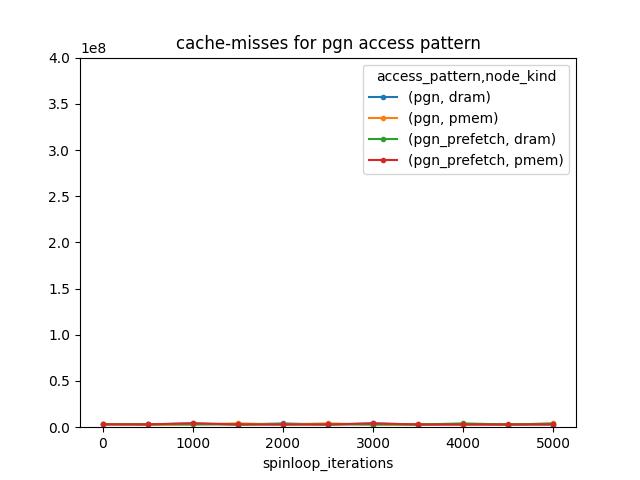 cache-misses for pgn access pattern
1e8
4.0
3.5
3.0
2.5
2.0
1.5
1.0
0.5
0.0
access_pattern,node_kind
(pgn, dram)
(pgn, pmem)
(pgn_prefetch, dram)
(pgn_prefetch, pmem)
0 1000 2000 3000 4000 5000
spinloop_iterations